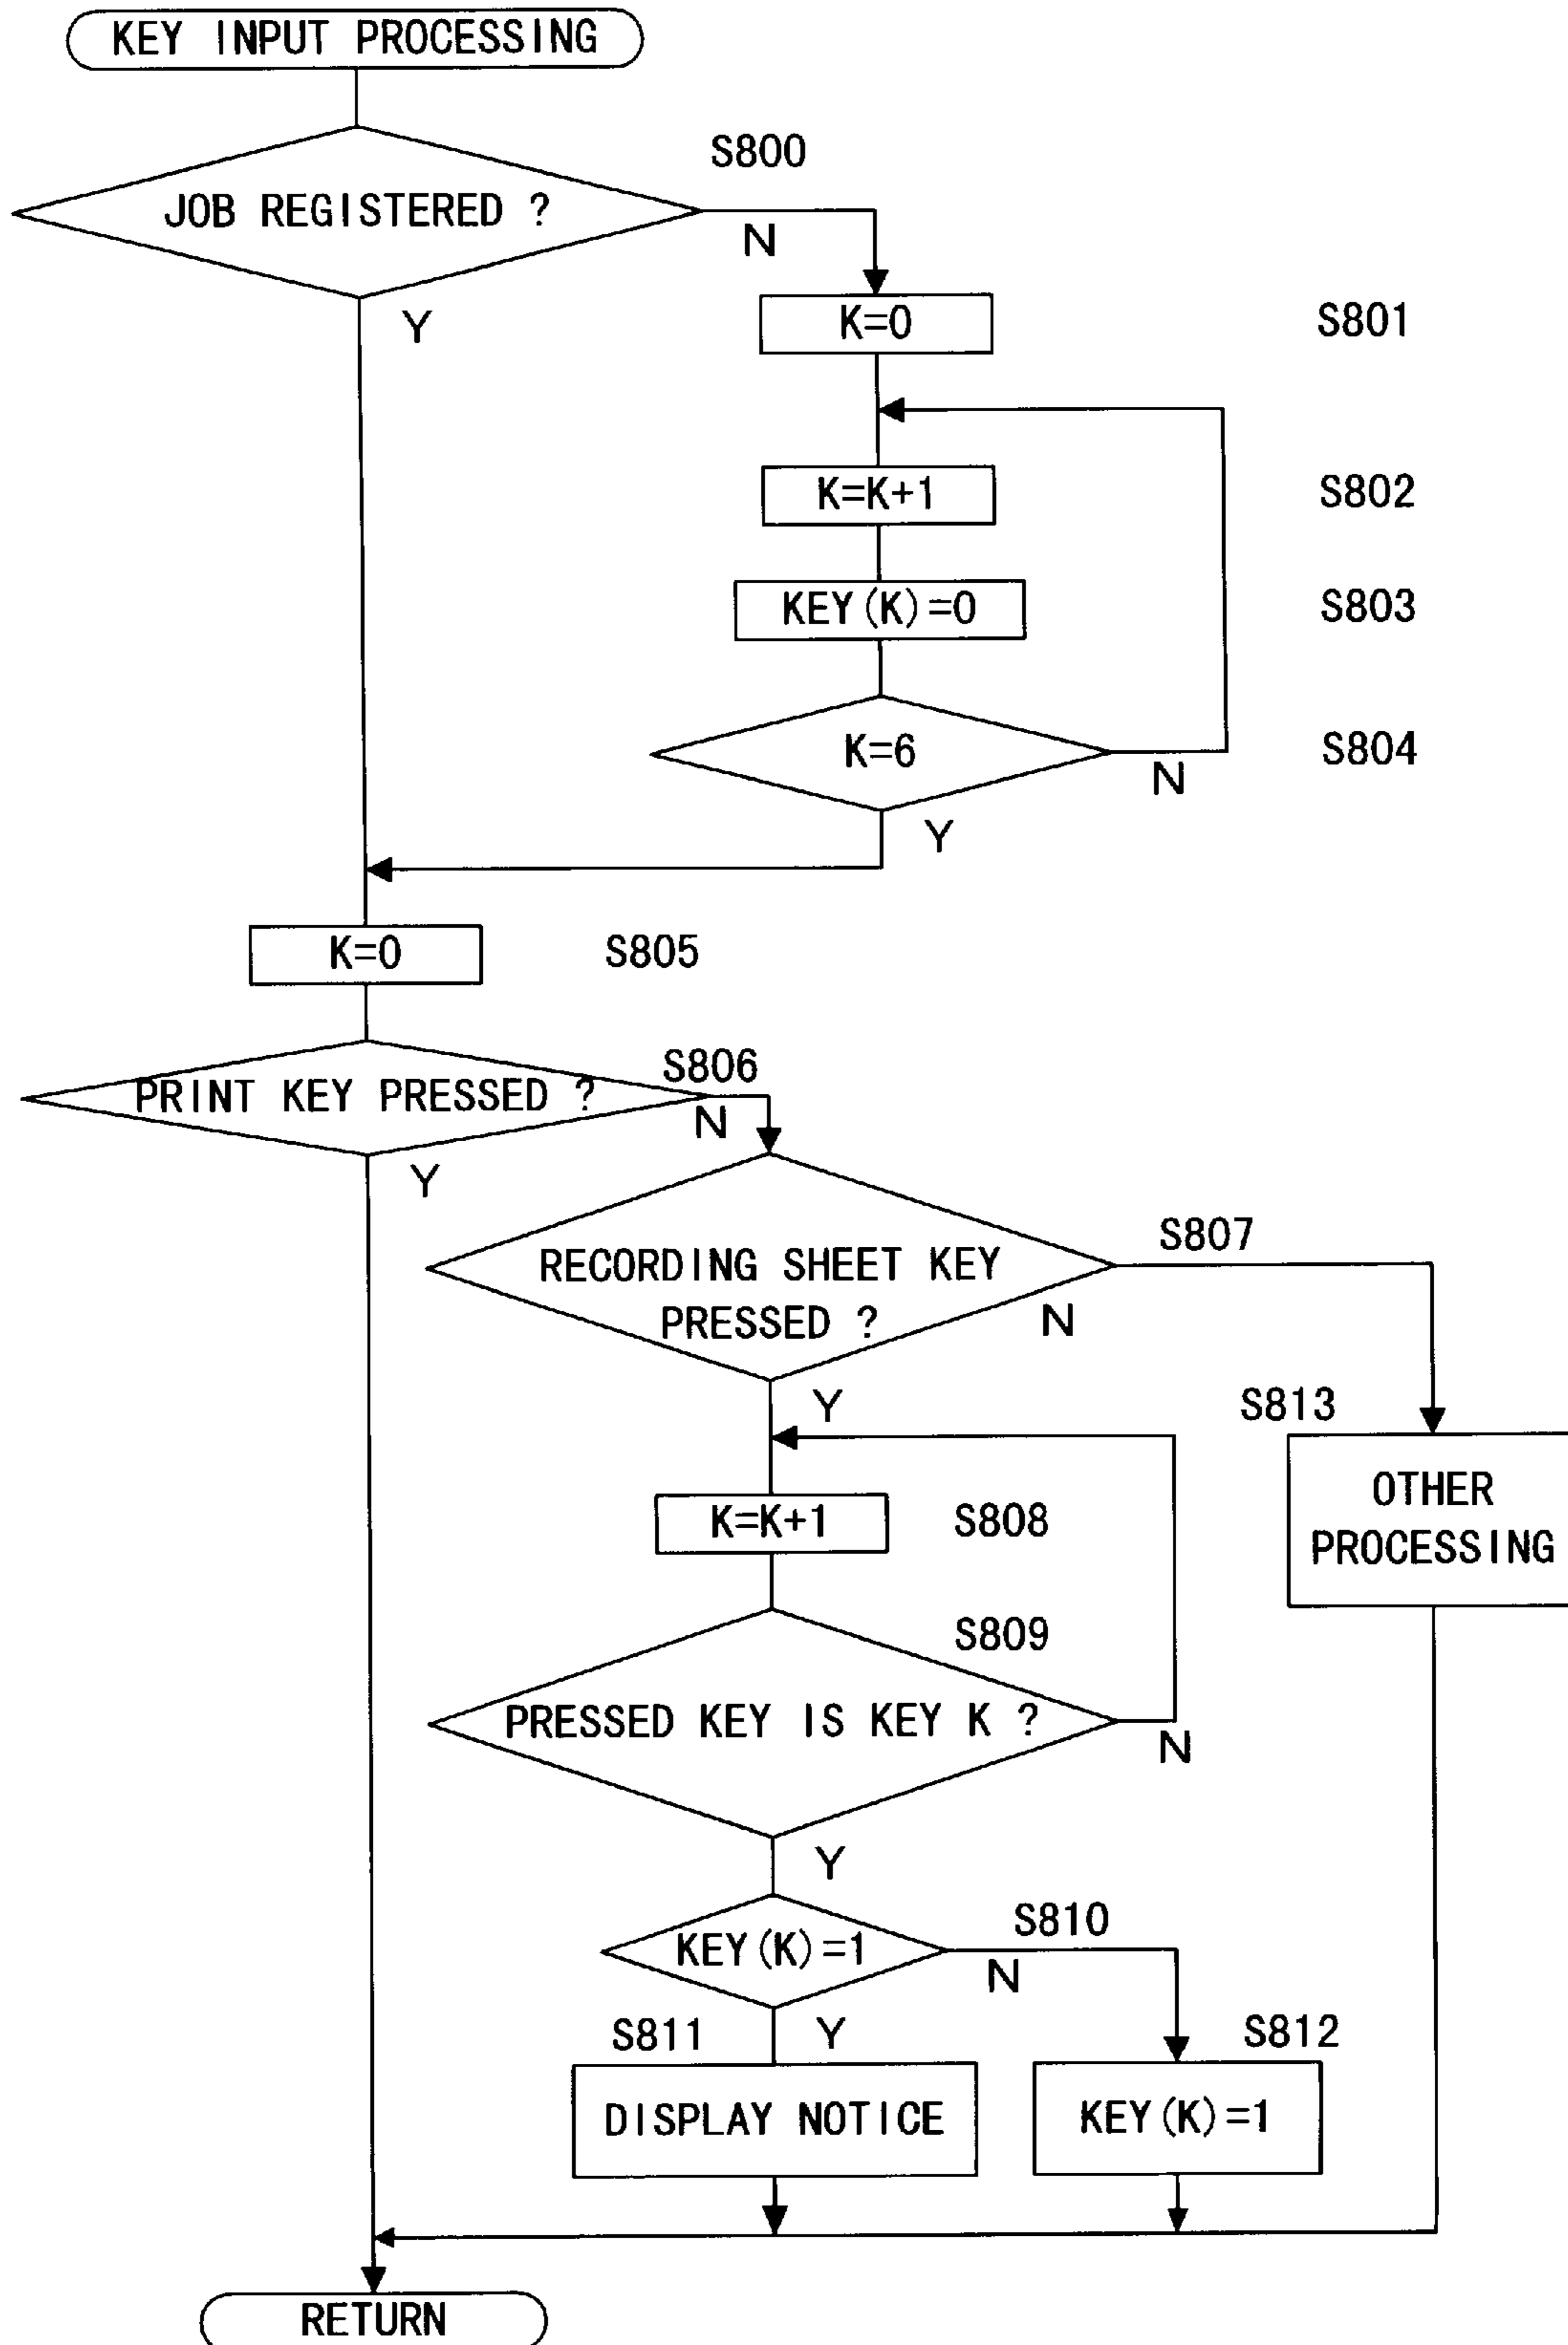 KEY INPUT PROCESSING
S800
JOB REGISTERED ?
N
Y
K=0
S801
K=K+1
S802
KEY(K)=0
S803
K=6
S804
N
Y
K=0
S805
PRINT KEY PRESSED ?
S806
N
Y
RECORDING SHEET KEY
PRESSED ?
S807
N
Y
S813
OTHER
PROCESSING
K=K+1
S808
S809
PRESSED KEY IS KEY K ?
N
Y
KEY(K)=1
S810
N
Y
S811
S812
DISPLAY NOTICE
KEY(K)=1
RETURN